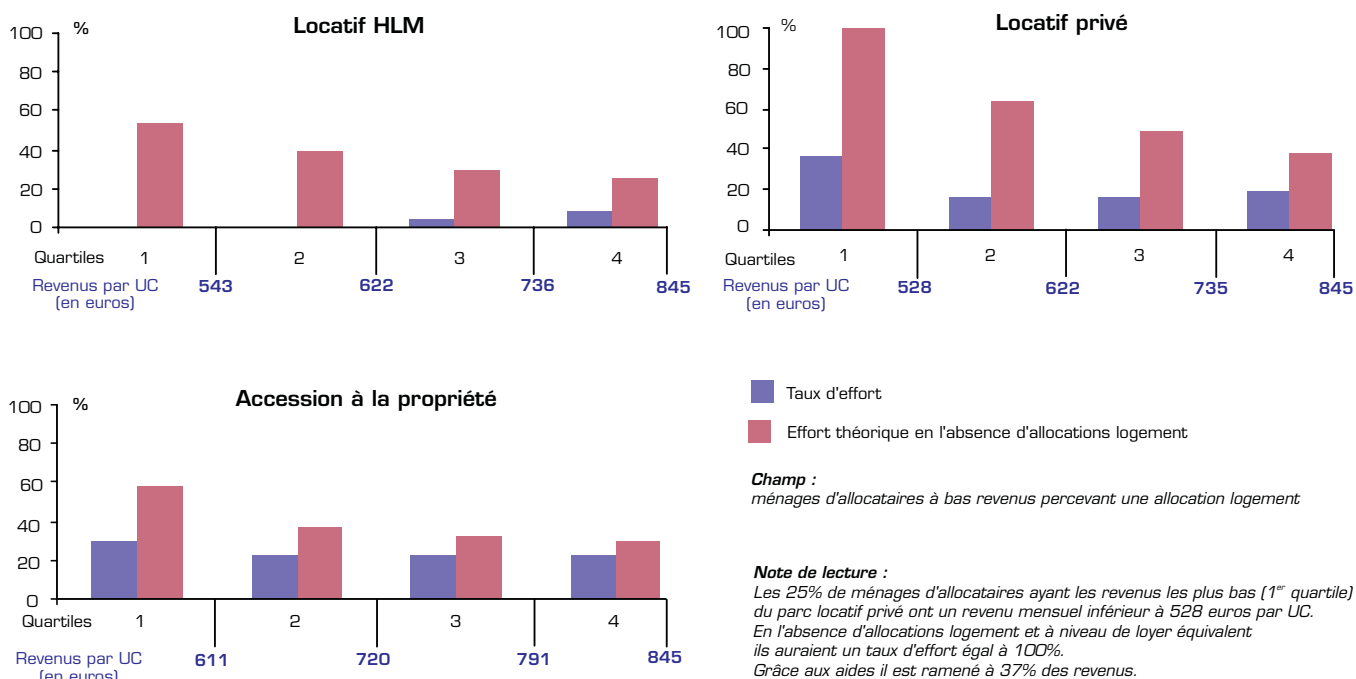 Locatif HLM
%
100
80
60
40
20
0
Quartiles 1 2 3 4
Revenus par UC 543 622 736 845
(en euros)
Locatif privé
%
100
80
60
40
20
0
Quartiles 1 2 3 4
Revenus par UC 528 622 735 845
(en euros)
Accession à la propriété
%
100
80
60
40
20
0
Quartiles 1 2 3 4
Revenus par UC 611 720 791 845
(en euros)
Taux d'effort
Effort théorique en l'absence d'allocations logement
Champ :
ménages d'allocataires à bas revenus percevant une allocation logement
Note de lecture :
Les 25% de ménages d'allocataires ayant les revenus les plus bas (1er quartile)
du parc locatif privé ont un revenu mensuel inférieur à 528 euros par UC.
En l'absence d'allocations logement et à niveau de loyer équivalent
ils auraient un taux d'effort égal à 100%.
Grâce aux aides il est ramené à 37% des revenus.